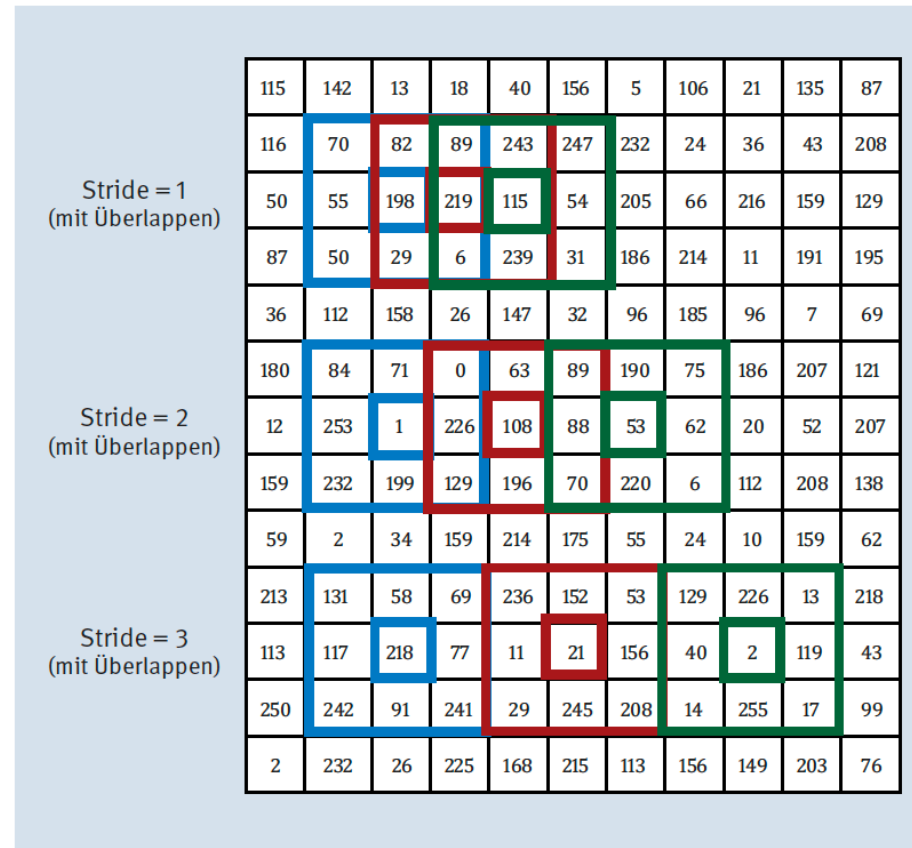 115 142 13 18 40 156 5 106 21 135 87
116 70 82 89 243 247 232 24 36 43 208
Stride = 1
(mit Überlappen)
50 55 198 219 115 54 205 66 216 159 129
87 50 29 6 239 31 186 214 11 191 195
36 112 158 26 147 32 96 185 96 7 69
180 84 71 0 63 89 190 75 186 207 121
Stride = 2
(mit Überlappen)
12 253 1 226 108 88 53 62 20 52 207
159 232 199 129 196 70 220 6 112 208 138
59 2 34 159 214 175 55 24 10 159 62
213 131 58 69 236 152 53 129 226 13 218
Stride = 3
(mit Überlappen)
113 117 218 77 11 21 156 40 2 119 43
250 242 91 241 29 245 208 14 255 17 99
2 232 26 225 168 215 113 156 149 203 76